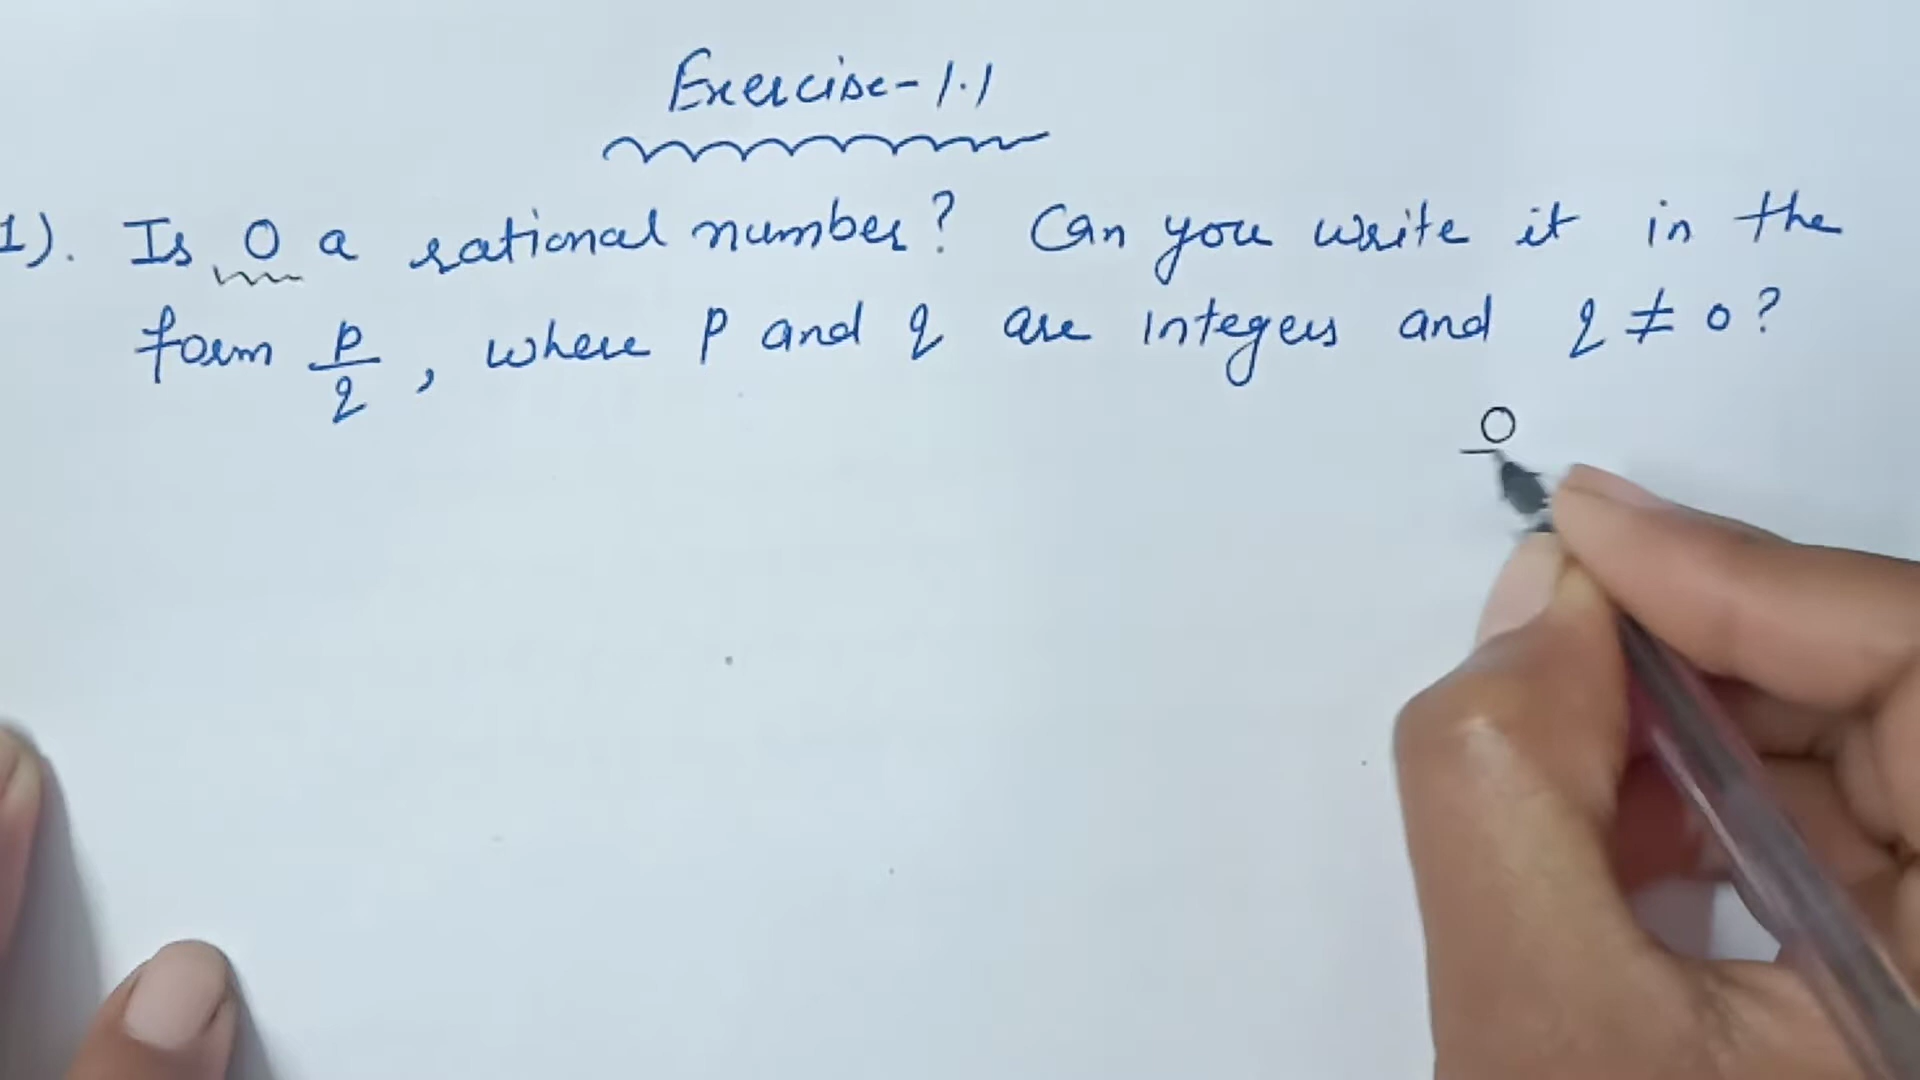 Exercise-1.1
1). Is 0 a rational number? Can you write it in the
form p/q, where p and q are integers and q ≠ 0?
0